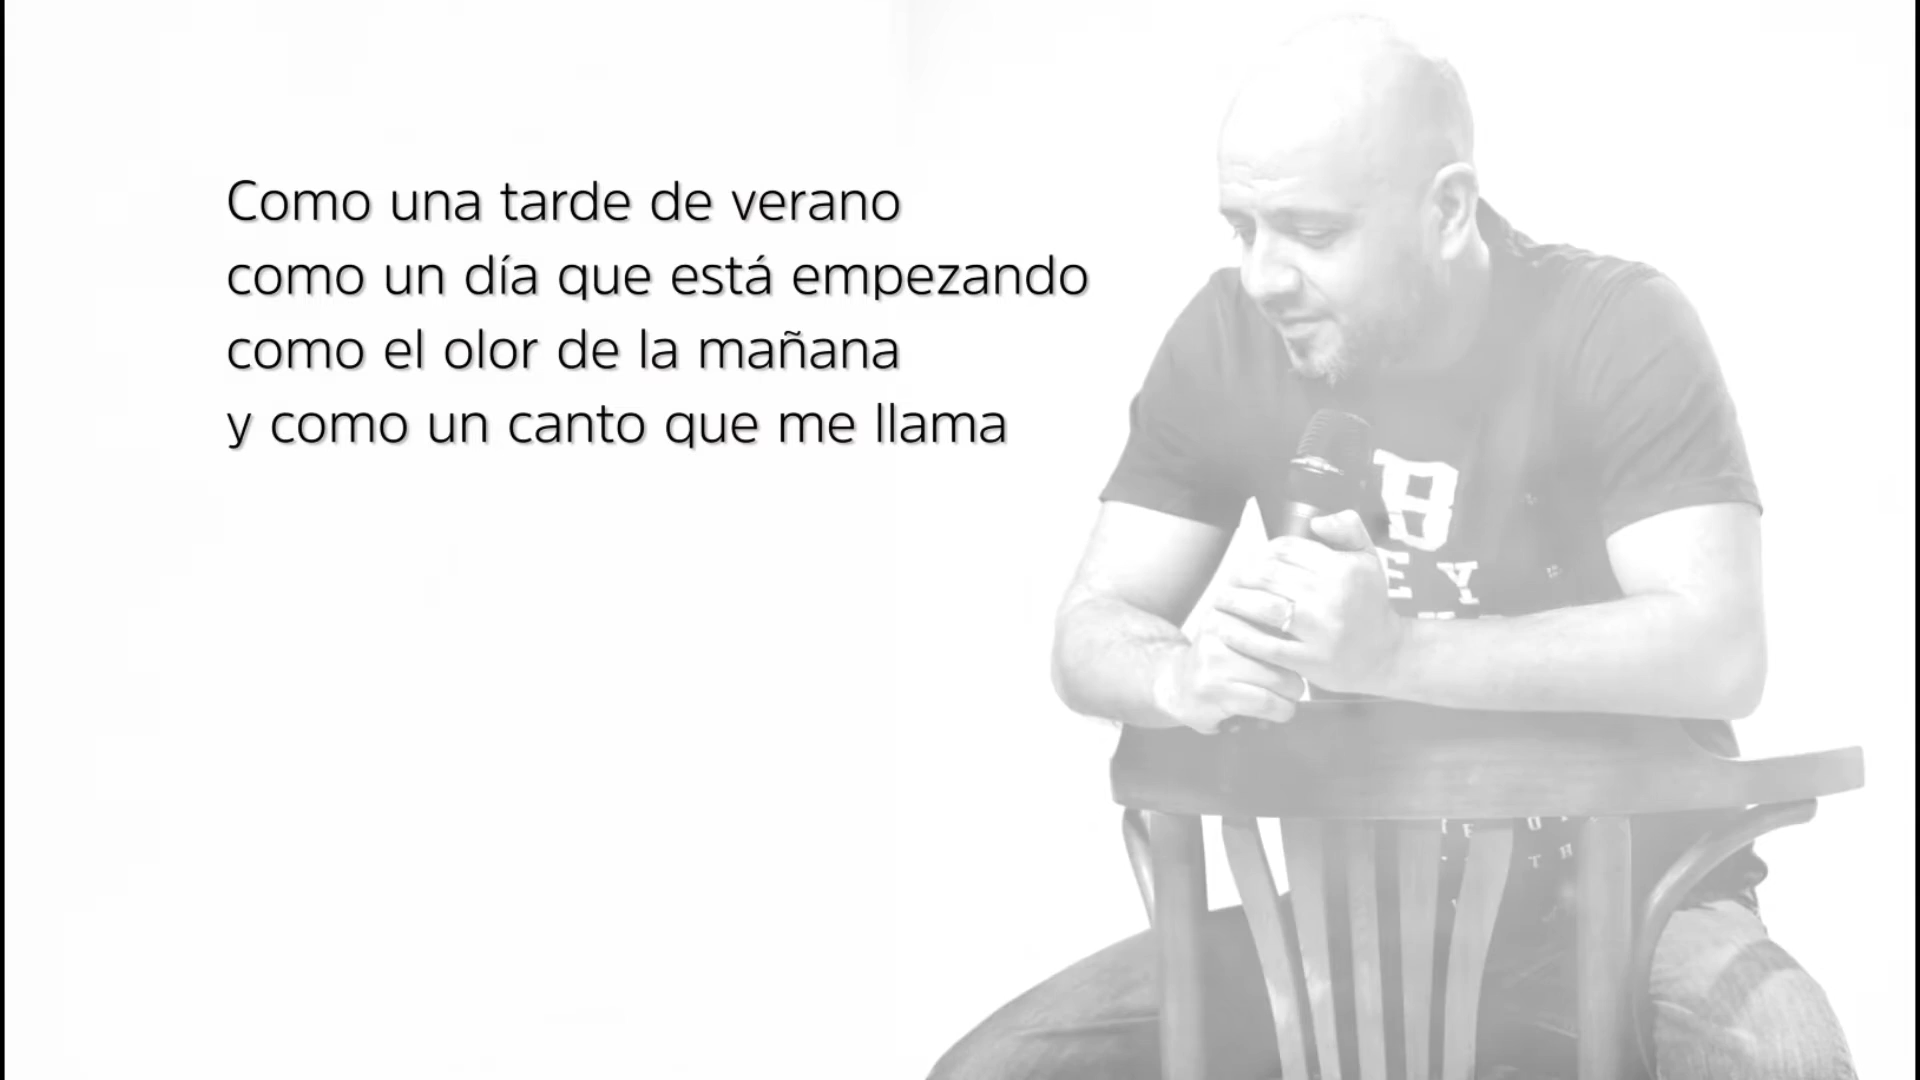 Como una tarde de verano
como un día que está empezando
como el olor de la mañana
y como un canto que me llama
B
EY